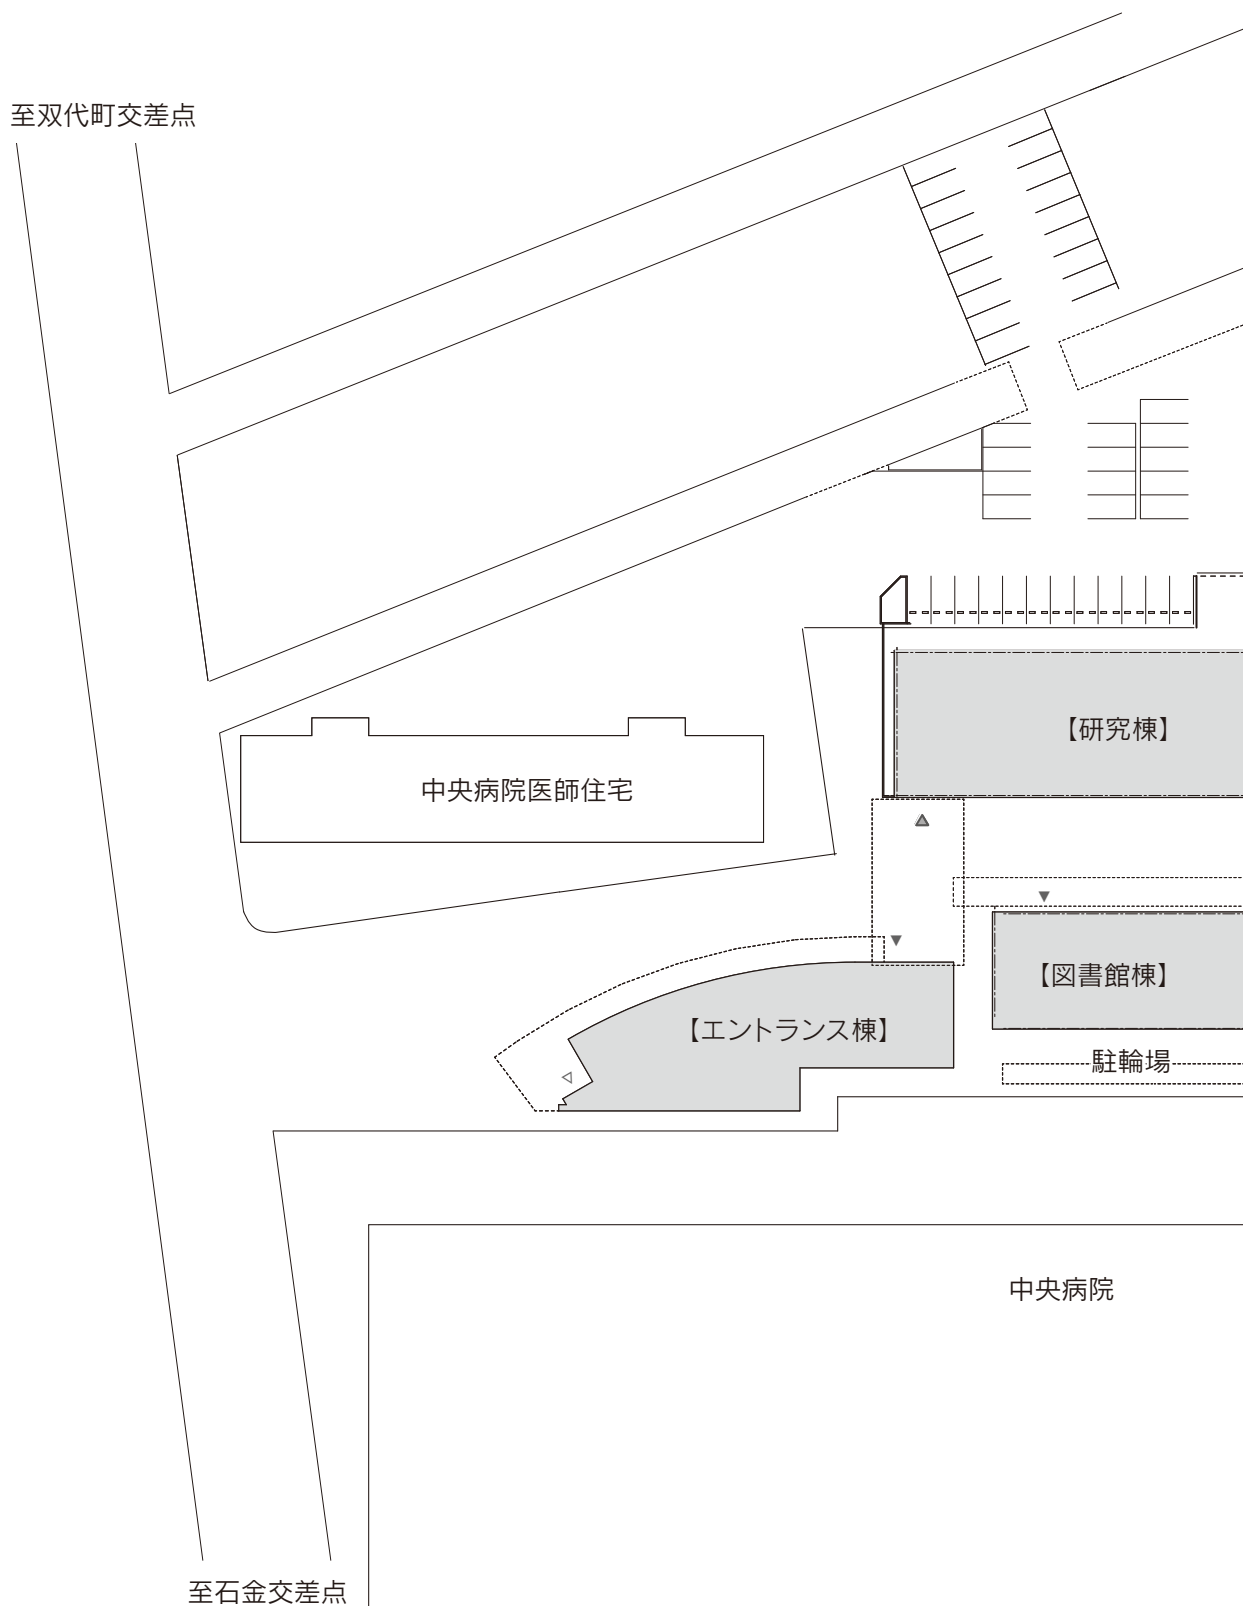 至双代町交差点
【研究棟】
中央病院医師住宅
【図書館棟】
【エントランス棟】
駐輪場
中央病院
至石金交差点